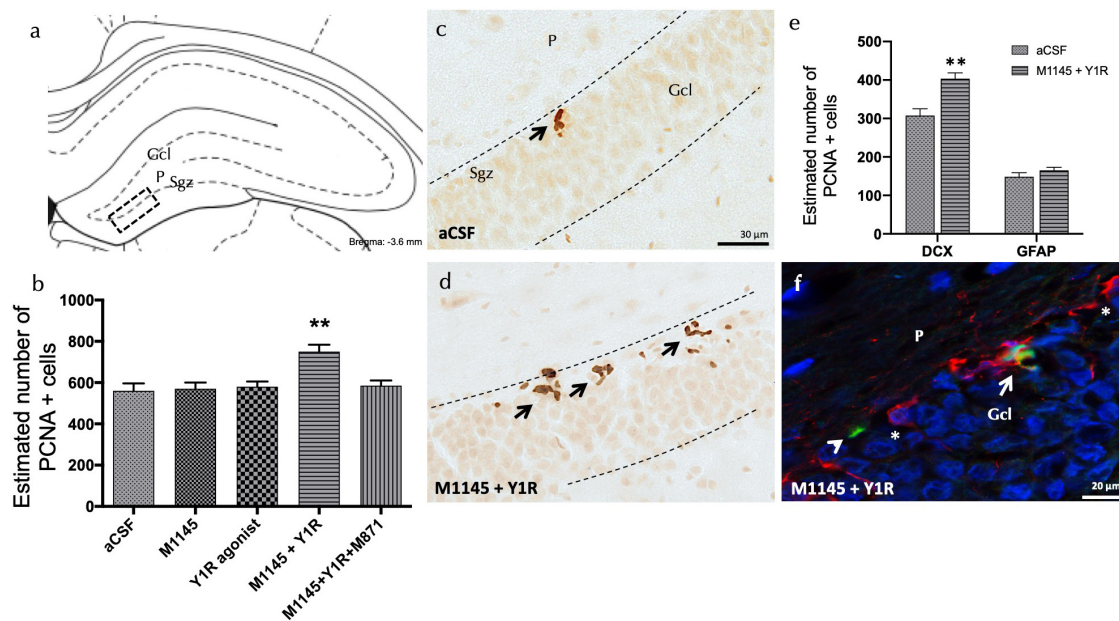 a
Gcl
P
Sgz
Bregma: -3.6 mm
b
Estimated number of
PCNA + cells
1000
800
600
400
200
0
**
aCSF
M1145
Y1R agonist
M1145 + Y1R
M1145+Y1R+M871
c
P
Gcl
Sgz
aCSF
30 µm
d
M1145 + Y1R
e
Estimated number of
PCNA + cells
500
400
300
200
100
0
**
aCSF
M1145 + Y1R
DCX
GFAP
f
P
*
Gcl
*
M1145 + Y1R
20 µm